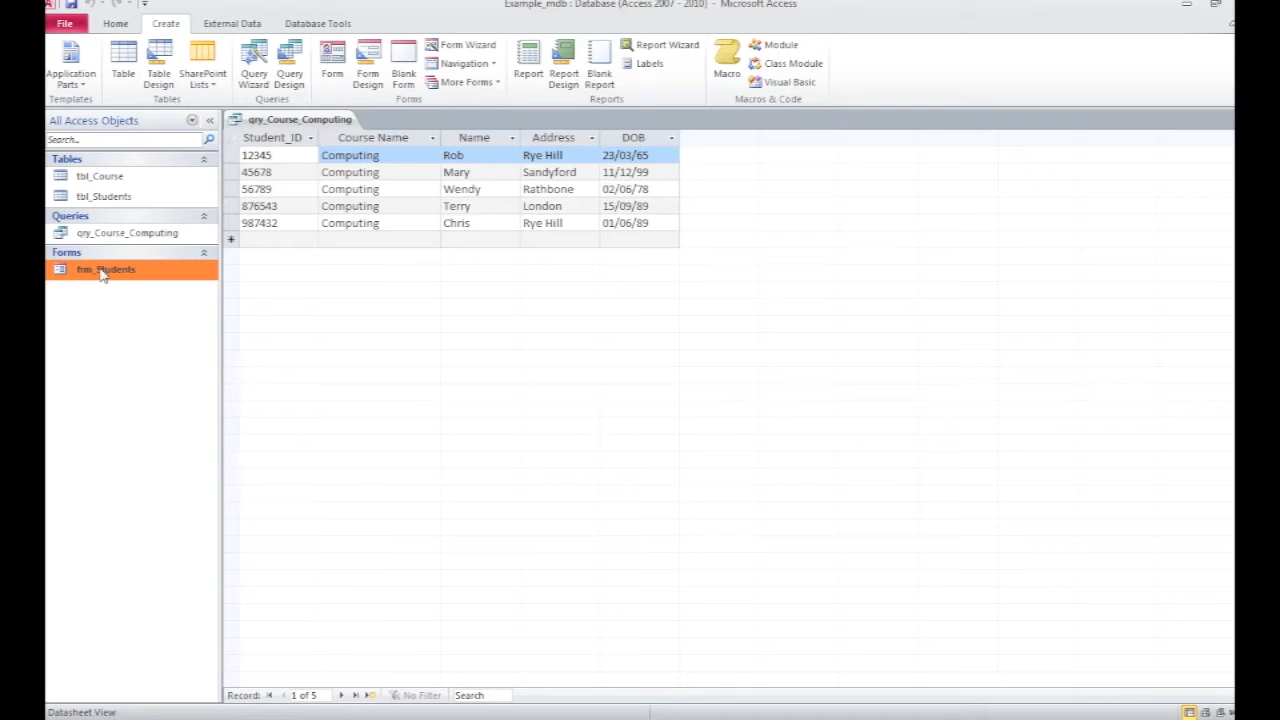 Example_mdb : Database (Access 2007 - 2010) - Microsoft Access
File Home Create External Data Database Tools
Application Parts
Table
Table Design
SharePoint Lists
Query Wizard
Query Design
Form
Form Design
Blank Form
Form Wizard
Navigation
More Forms
Report
Report Design
Blank Report
Report Wizard
Labels
Macro
Module
Class Module
Visual Basic
Templates Tables Queries Forms Reports Macros & Code
All Access Objects
Search...
Tables
tbl_Course
tbl_Students
Queries
qry_Course_Computing
Forms
frm_Students
qry_Course_Computing
Student_ID Course Name Name Address DOB
12345 Computing Rob Rye Hill 23/03/65
45678 Computing Mary Sandyford 11/12/99
56789 Computing Wendy Rathbone 02/06/78
876543 Computing Terry London 15/09/89
987432 Computing Chris Rye Hill 01/06/89
Record: 1 of 5 No Filter Search
Datasheet View